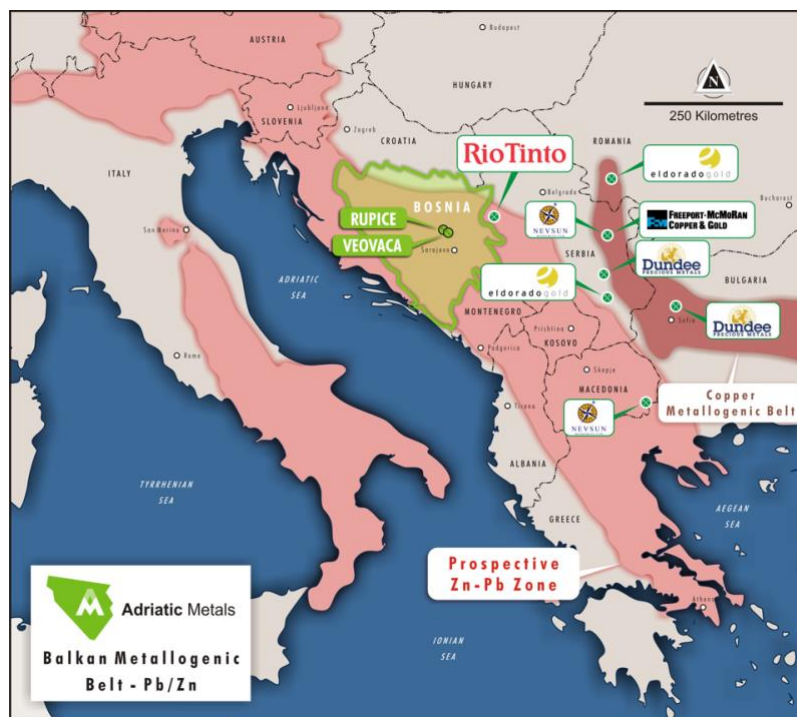 AUSTRIA
Budapest
HUNGARY
N
250 Kilometres
Ljubljana
SLOVENIA
Zagreb
CROATIA
ROMANIA
eldoradogold
RioTinto
ITALY
Belgrade
Bucharest
BOSNIA
NEVSUN
FREEPORT-McMoRAN
COPPER & GOLD
RUPICE
San Marino
VEOVACA
Sarajevo
SERBIA
Dundee
PRECIOUS METALS
ADRIATIC
SEA
eldoradogold
BULGARIA
MONTENEGRO
Prishtina
Sofia
Dundee
PRECIOUS METALS
KOSOVO
Podgorica
Rome
Skopje
MACEDONIA
Copper
Metallogenic Belt
NEVSUN
Tirana
ALBANIA
TYRRHENIAN
SEA
AEGEAN
SEA
GREECE
Prospective
Zn-Pb Zone
Adriatic Metals
Athens
Balkan Metallogenic
Belt - Pb/Zn
IONIAN
SEA